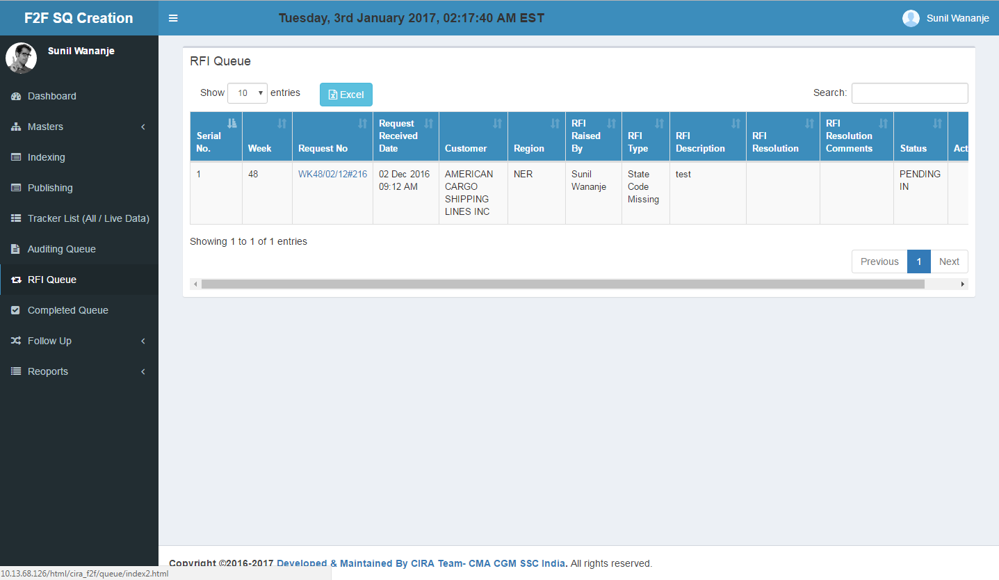 F2F SQ Creation
Tuesday, 3rd January 2017, 02:17:40 AM EST
Sunil Wananje
Sunil Wananje
Dashboard
Masters
Indexing
Publishing
Tracker List (All / Live Data)
Auditing Queue
RFI Queue
Completed Queue
Follow Up
Reoports
RFI Queue
Show 10 entries
Excel
Search:
Serial No.
Week
Request No
Request Received Date
Customer
Region
RFI Raised By
RFI Type
RFI Description
RFI Resolution
RFI Resolution Comments
Status
Act
1
48
WK48/02/12#216
02 Dec 2016
09:12 AM
AMERICAN
CARGO
SHIPPING
LINES INC
NER
Sunil
Wananje
State
Code
Missing
test
PENDING
IN
Showing 1 to 1 of 1 entries
Previous 1 Next
Copyright ©2016-2017 Developed & Maintained By CIRA Team- CMA CGM SSC India. All rights reserved.
10.13.68.126/html/cira_f2f/queue/index2.html